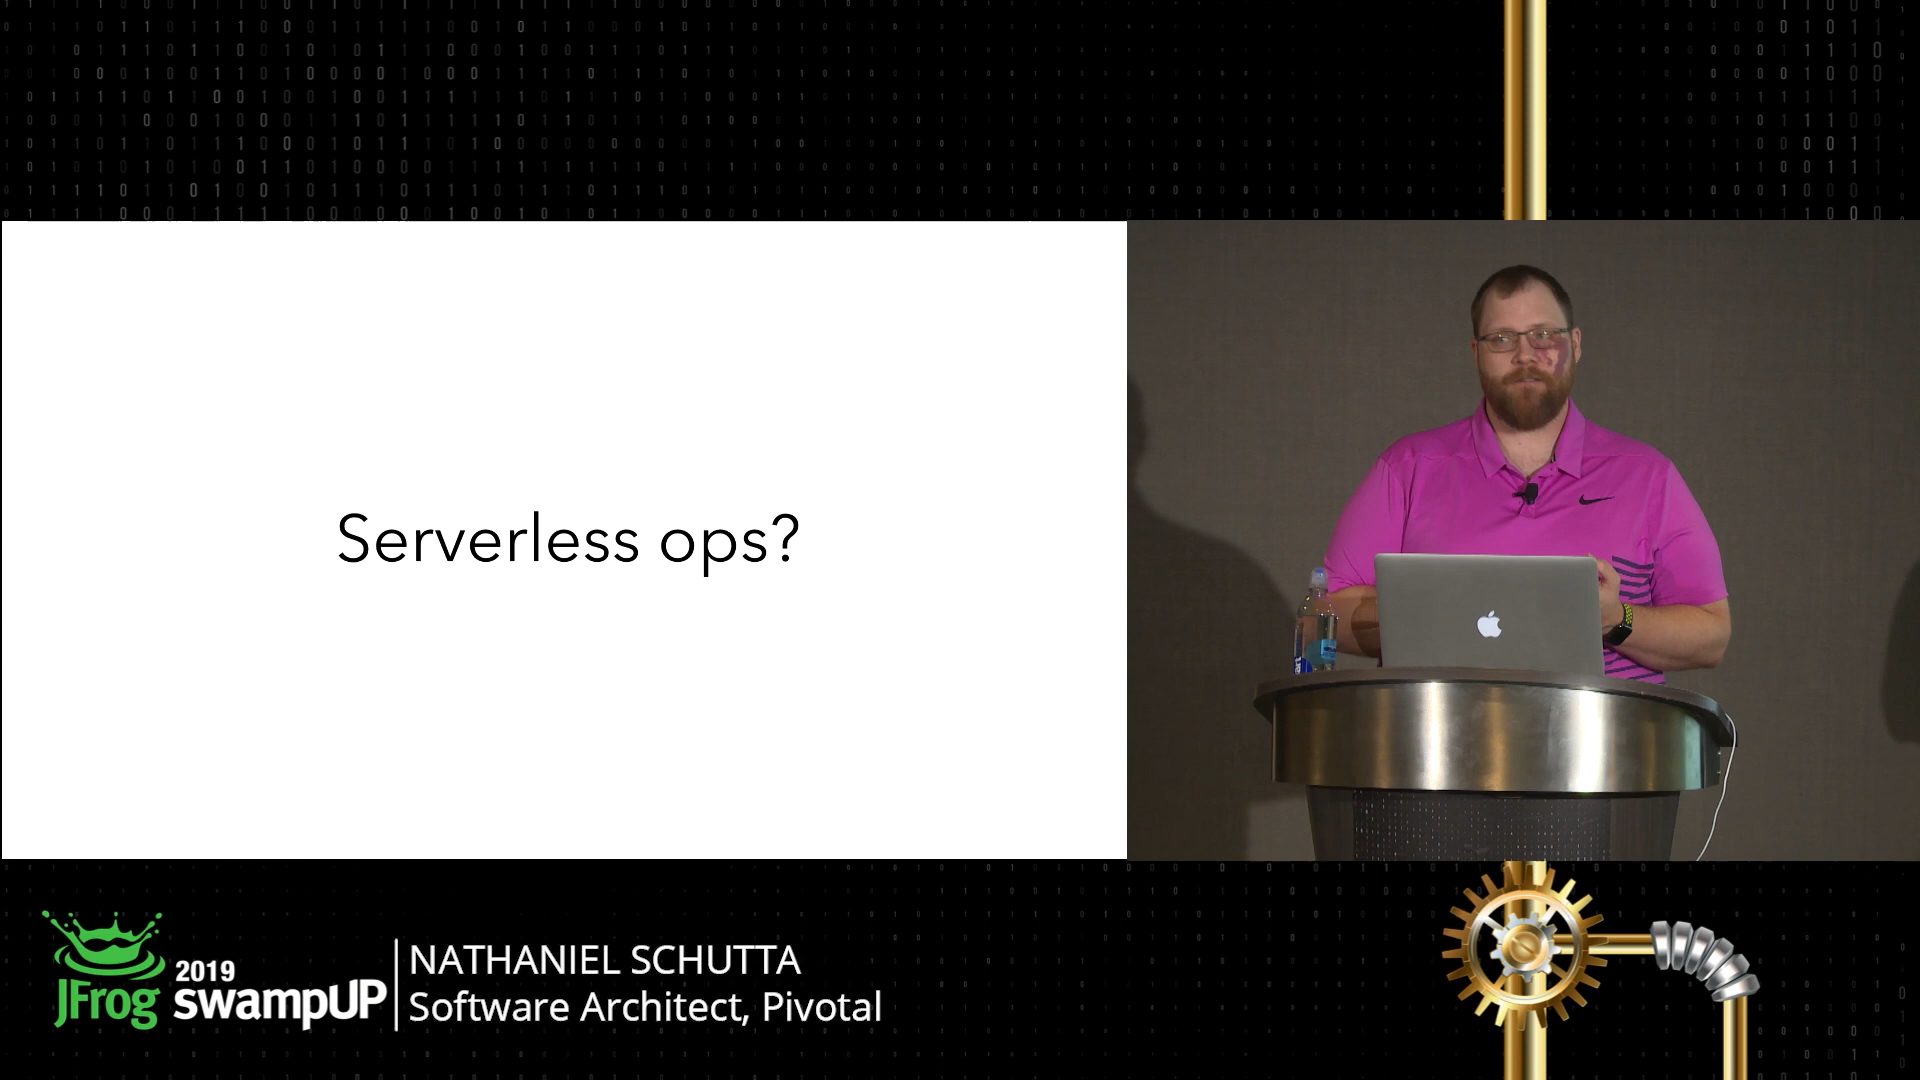 Serverless ops?
JFrog
2019
swampUP
NATHANIEL SCHUTTA
Software Architect, Pivotal